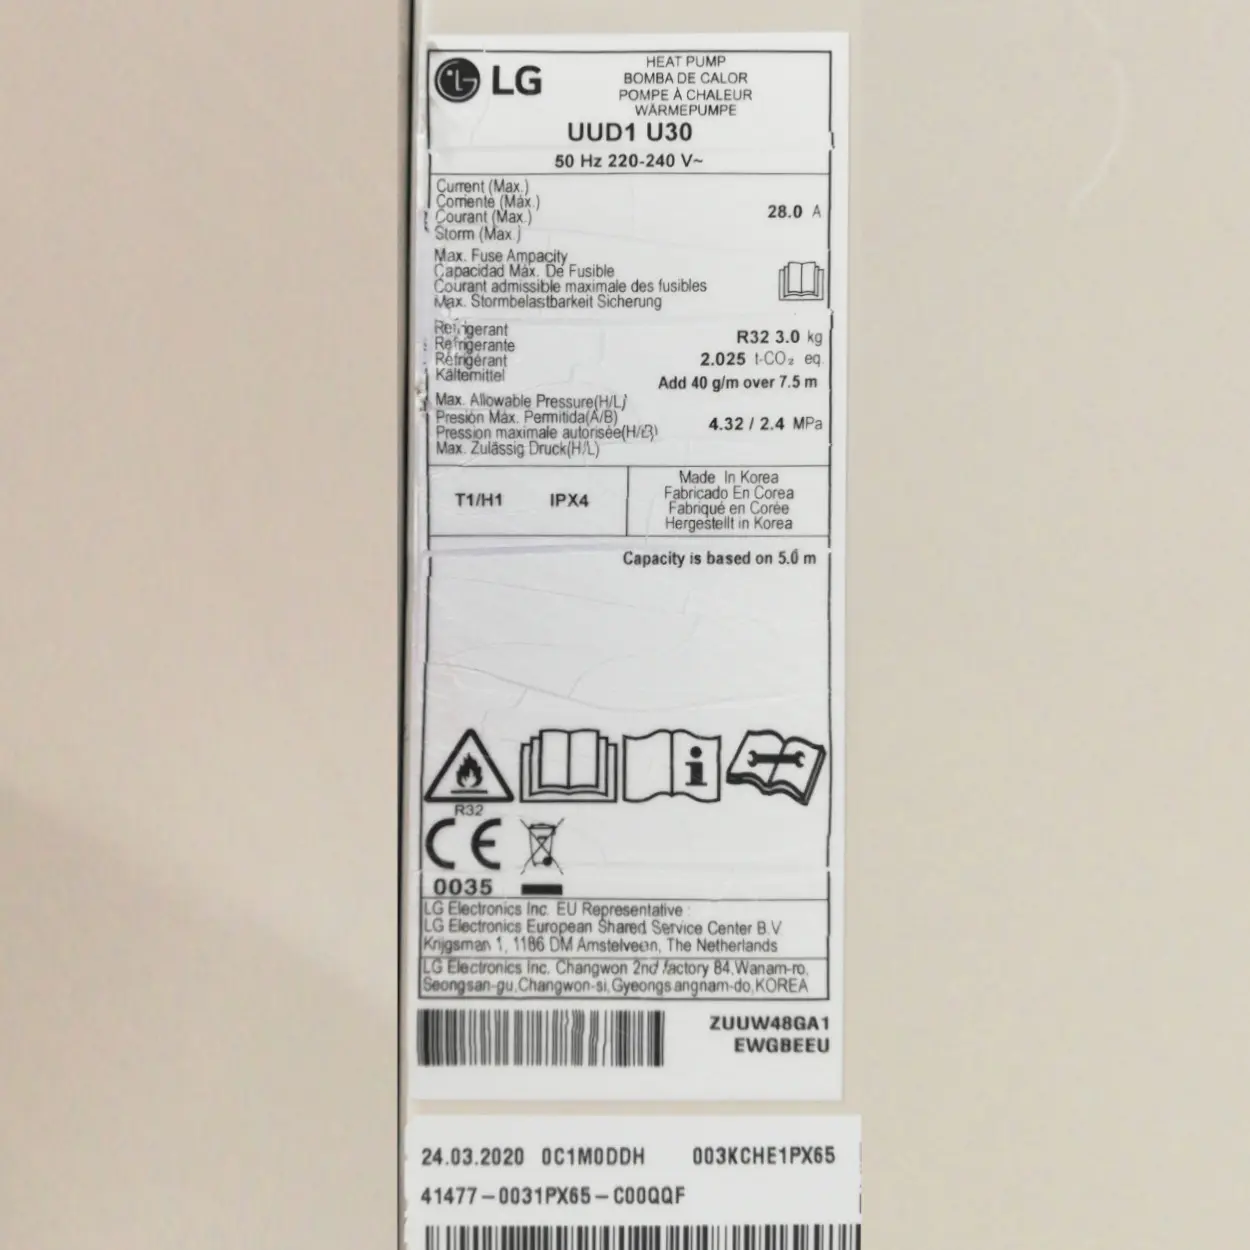 LG
HEAT PUMP
BOMBA DE CALOR
POMPE À CHALEUR
WÄRMEPUMPE
UUD1 U30
50 Hz 220-240 V~
Current (Max.)
Corriente (Máx.)
Courant (Max.)
Storm (Max.)
28.0 A
Max. Fuse Ampacity
Capacidad Máx. De Fusible
Courant admissible maximale des fusibles
Max. Stormbelastbarkeit Sicherung
Refrigerant
Refrigerante
Réfrigérant
Kältemittel
R32 3.0 kg
2.025 t-CO₂ eq.
Add 40 g/m over 7.5 m
Max. Allowable Pressure(H/L)
Presión Máx. Permitida(A/B)
Pression maximale autorisée(H/B)
Max. Zulässig Druck(H/L)
4.32 / 2.4 MPa
T1/H1 IPX4
Made In Korea
Fabricado En Corea
Fabriqué en Corée
Hergestellt in Korea
Capacity is based on 5.0 m
R32
CE
0035
LG Electronics Inc. EU Representative :
LG Electronics European Shared Service Center B.V
Krijgsman 1, 1186 DM Amstelveen, The Netherlands
LG Electronics Inc. Changwon 2nd factory 84,Wanam-ro,
Seongsan-gu,Changwon-si,Gyeongsangnam-do,KOREA
ZUUW48GA1
EWGBEEU
24.03.2020 0C1M0DDH 003KCHE1PX65
41477-0031PX65-C00QQF